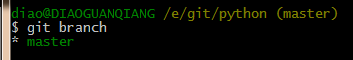 diao@DIAOGUANQIANG /e/git/python (master)
$ git branch
* master